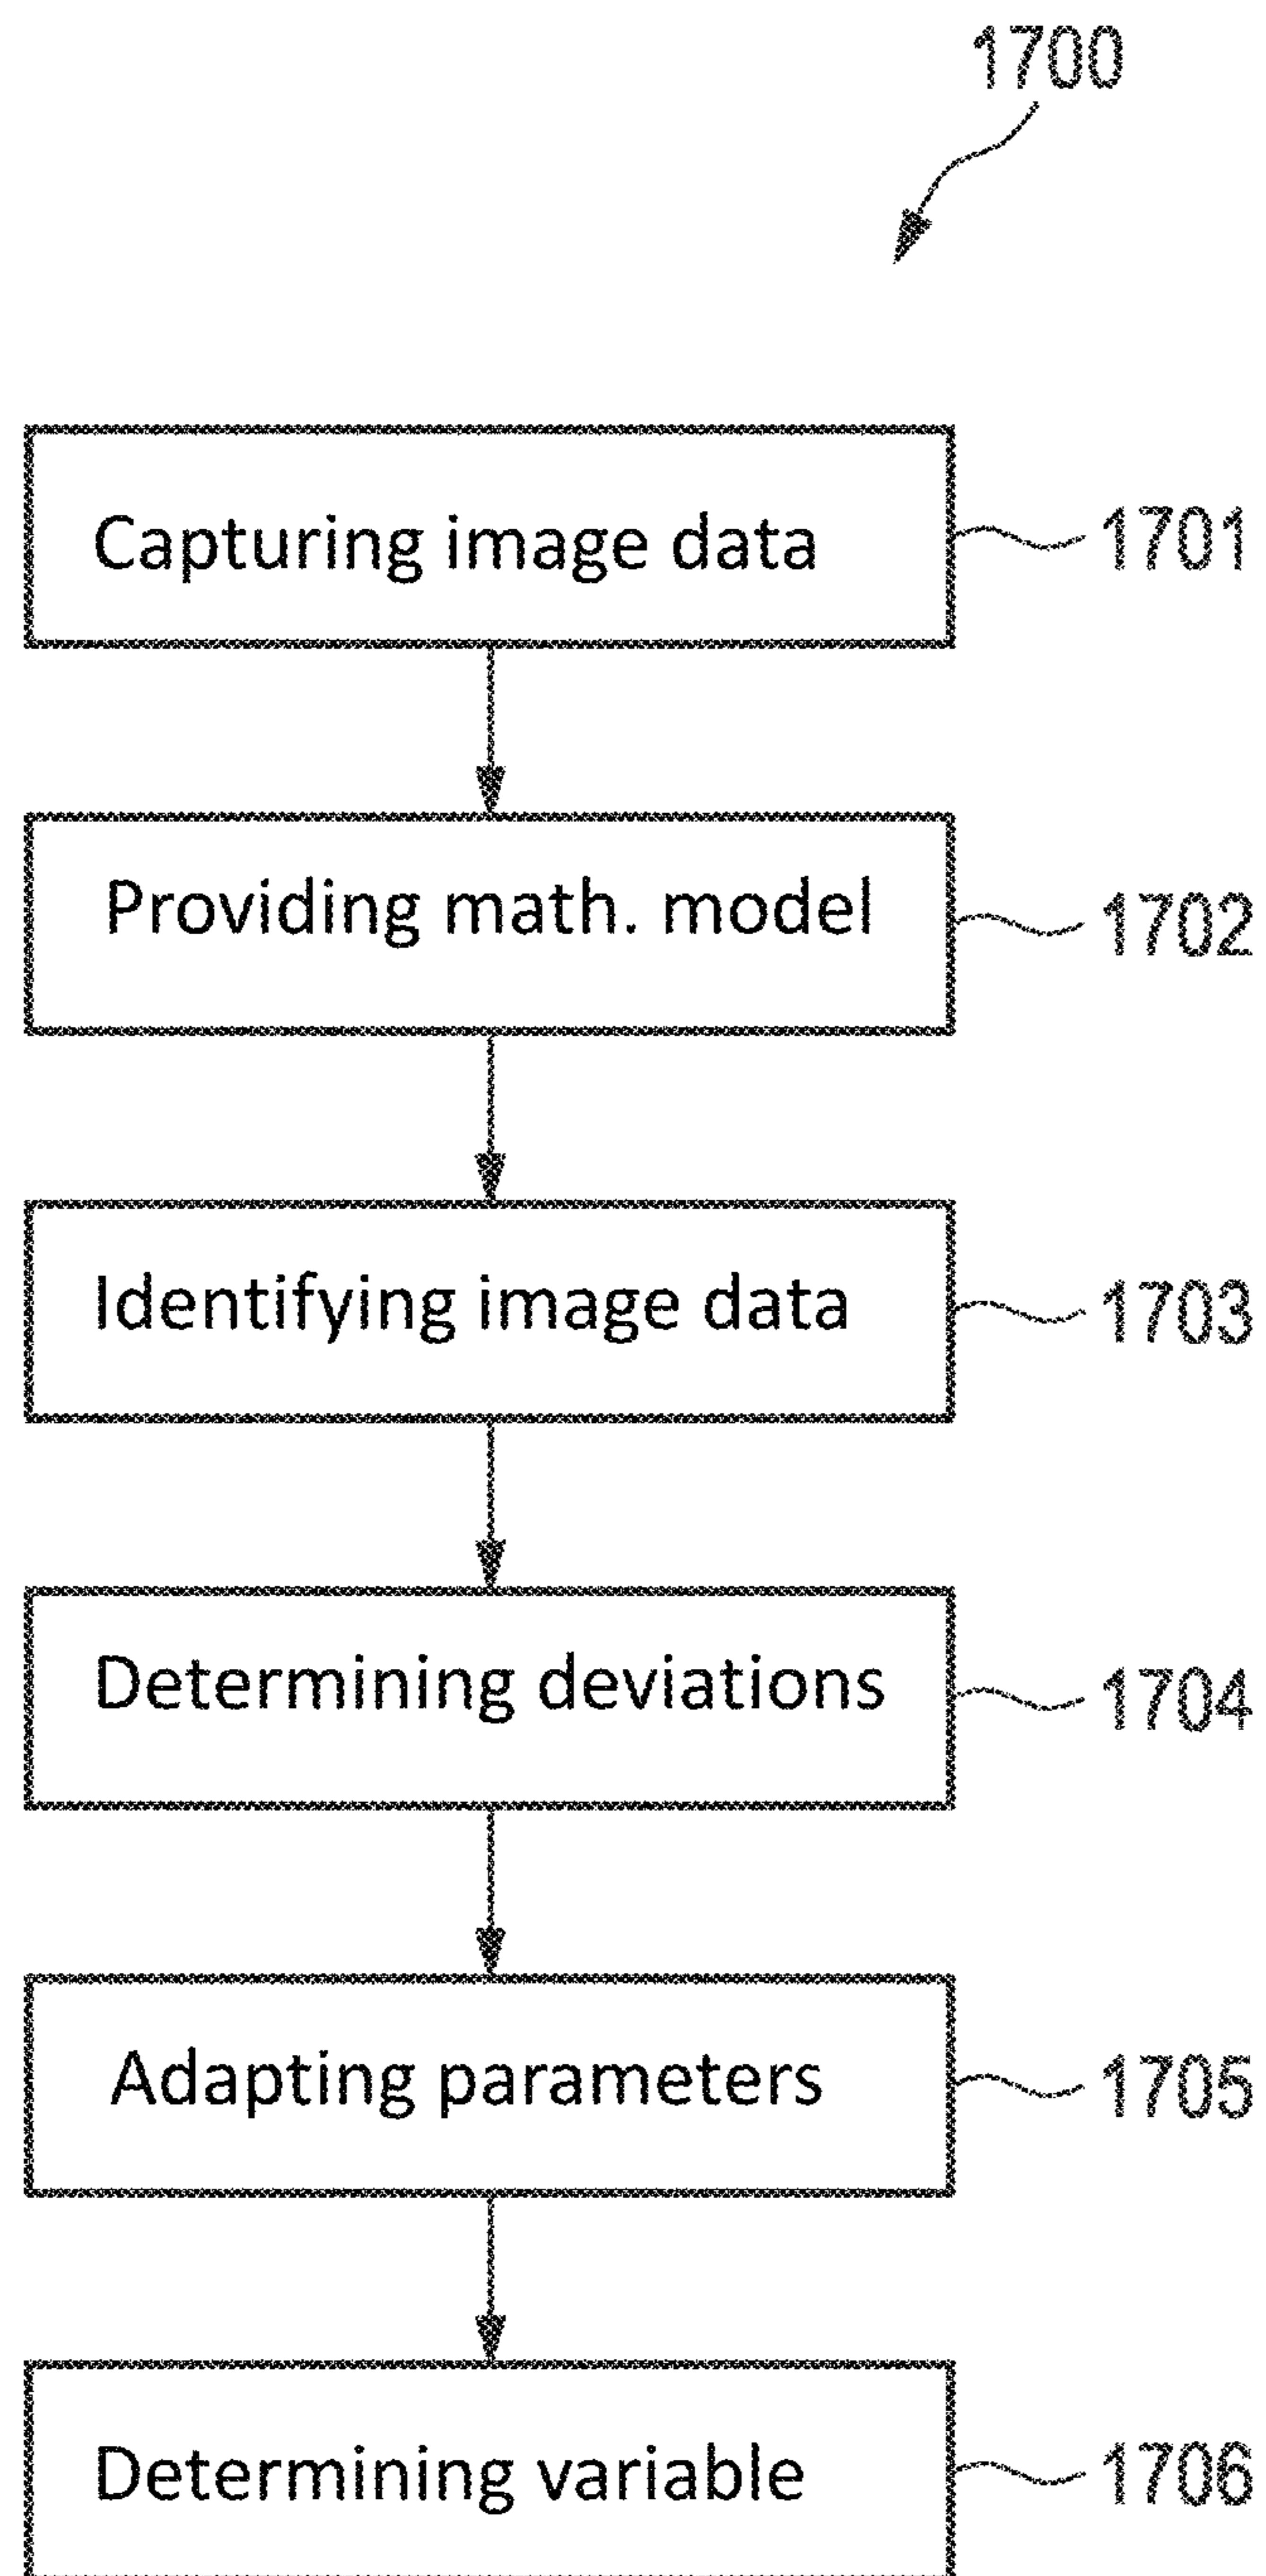 1700
Capturing image data 1701
Providing math. model 1702
Identifying image data 1703
Determining deviations 1704
Adapting parameters 1705
Determining variable 1706